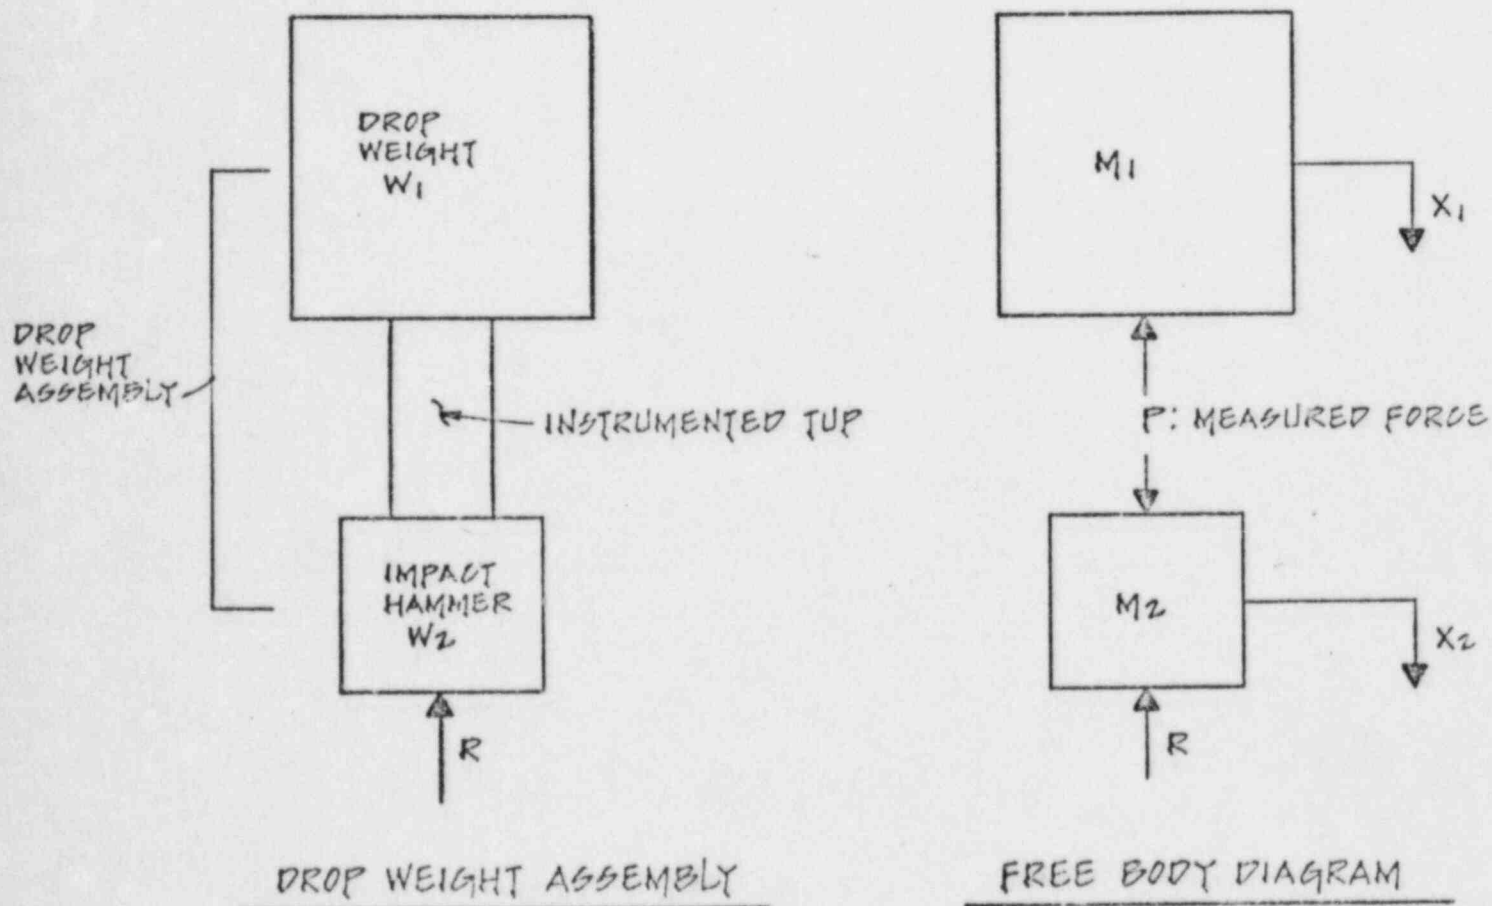 DROP
WEIGHT
W1
DROP
WEIGHT
ASSEMBLY
INSTRUMENTED TUP
IMPACT
HAMMER
W2
R
DROP WEIGHT ASSEMBLY
M1
X1
P: MEASURED FORCE
M2
X2
R
FREE BODY DIAGRAM